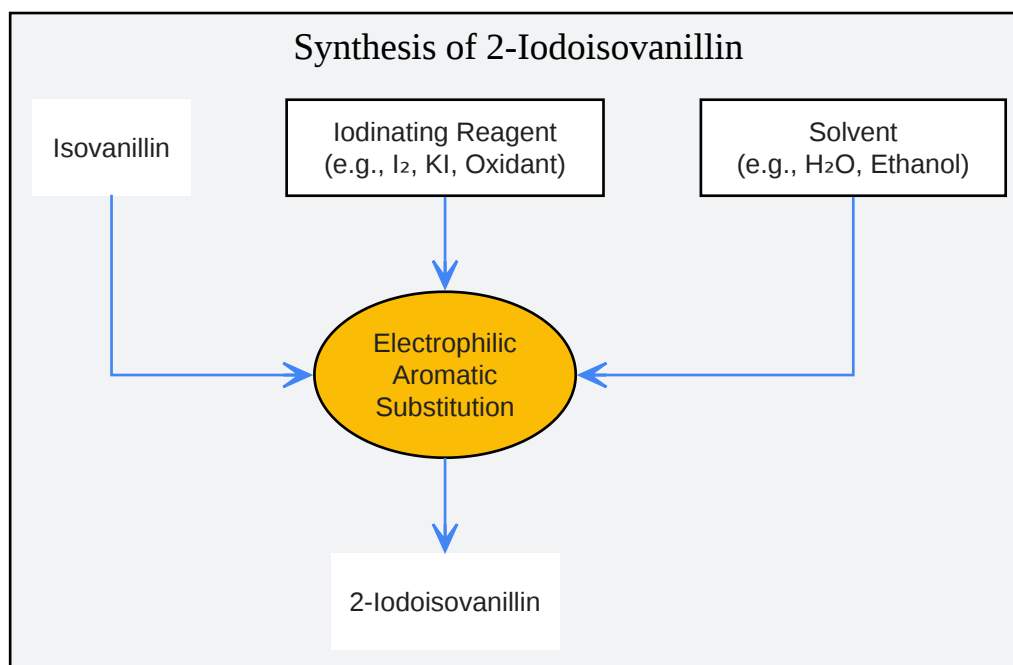 Synthesis of 2-Iodoisovanillin
Isovanillin
Iodinating Reagent
(e.g., I₂, KI, Oxidant)
Solvent
(e.g., H₂O, Ethanol)
Electrophilic
Aromatic
Substitution
2-Iodoisovanillin